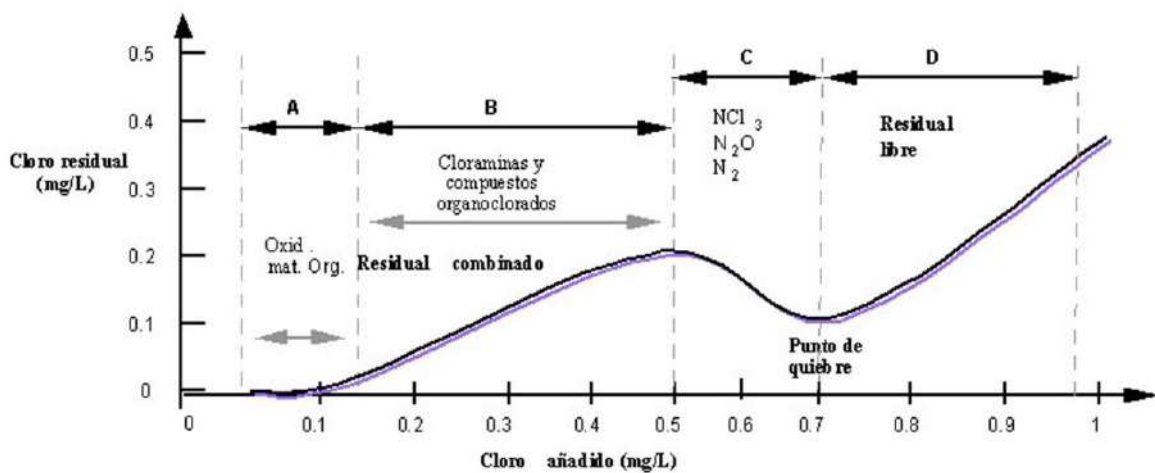 0.5
0.4
0.3
0.2
0.1
0
Cloro residual
(mg/L)
A
B
C
D
Cloraminas y
compuestos
organoclorados
NCl 3
N2O
N2
Residual
libre
Oxid .
mat. Org.
Residual combinado
Punto de
quiebre
0 0.1 0.2 0.3 0.4 0.5 0.6 0.7 0.8 0.9 1
Cloro añadido (mg/L)